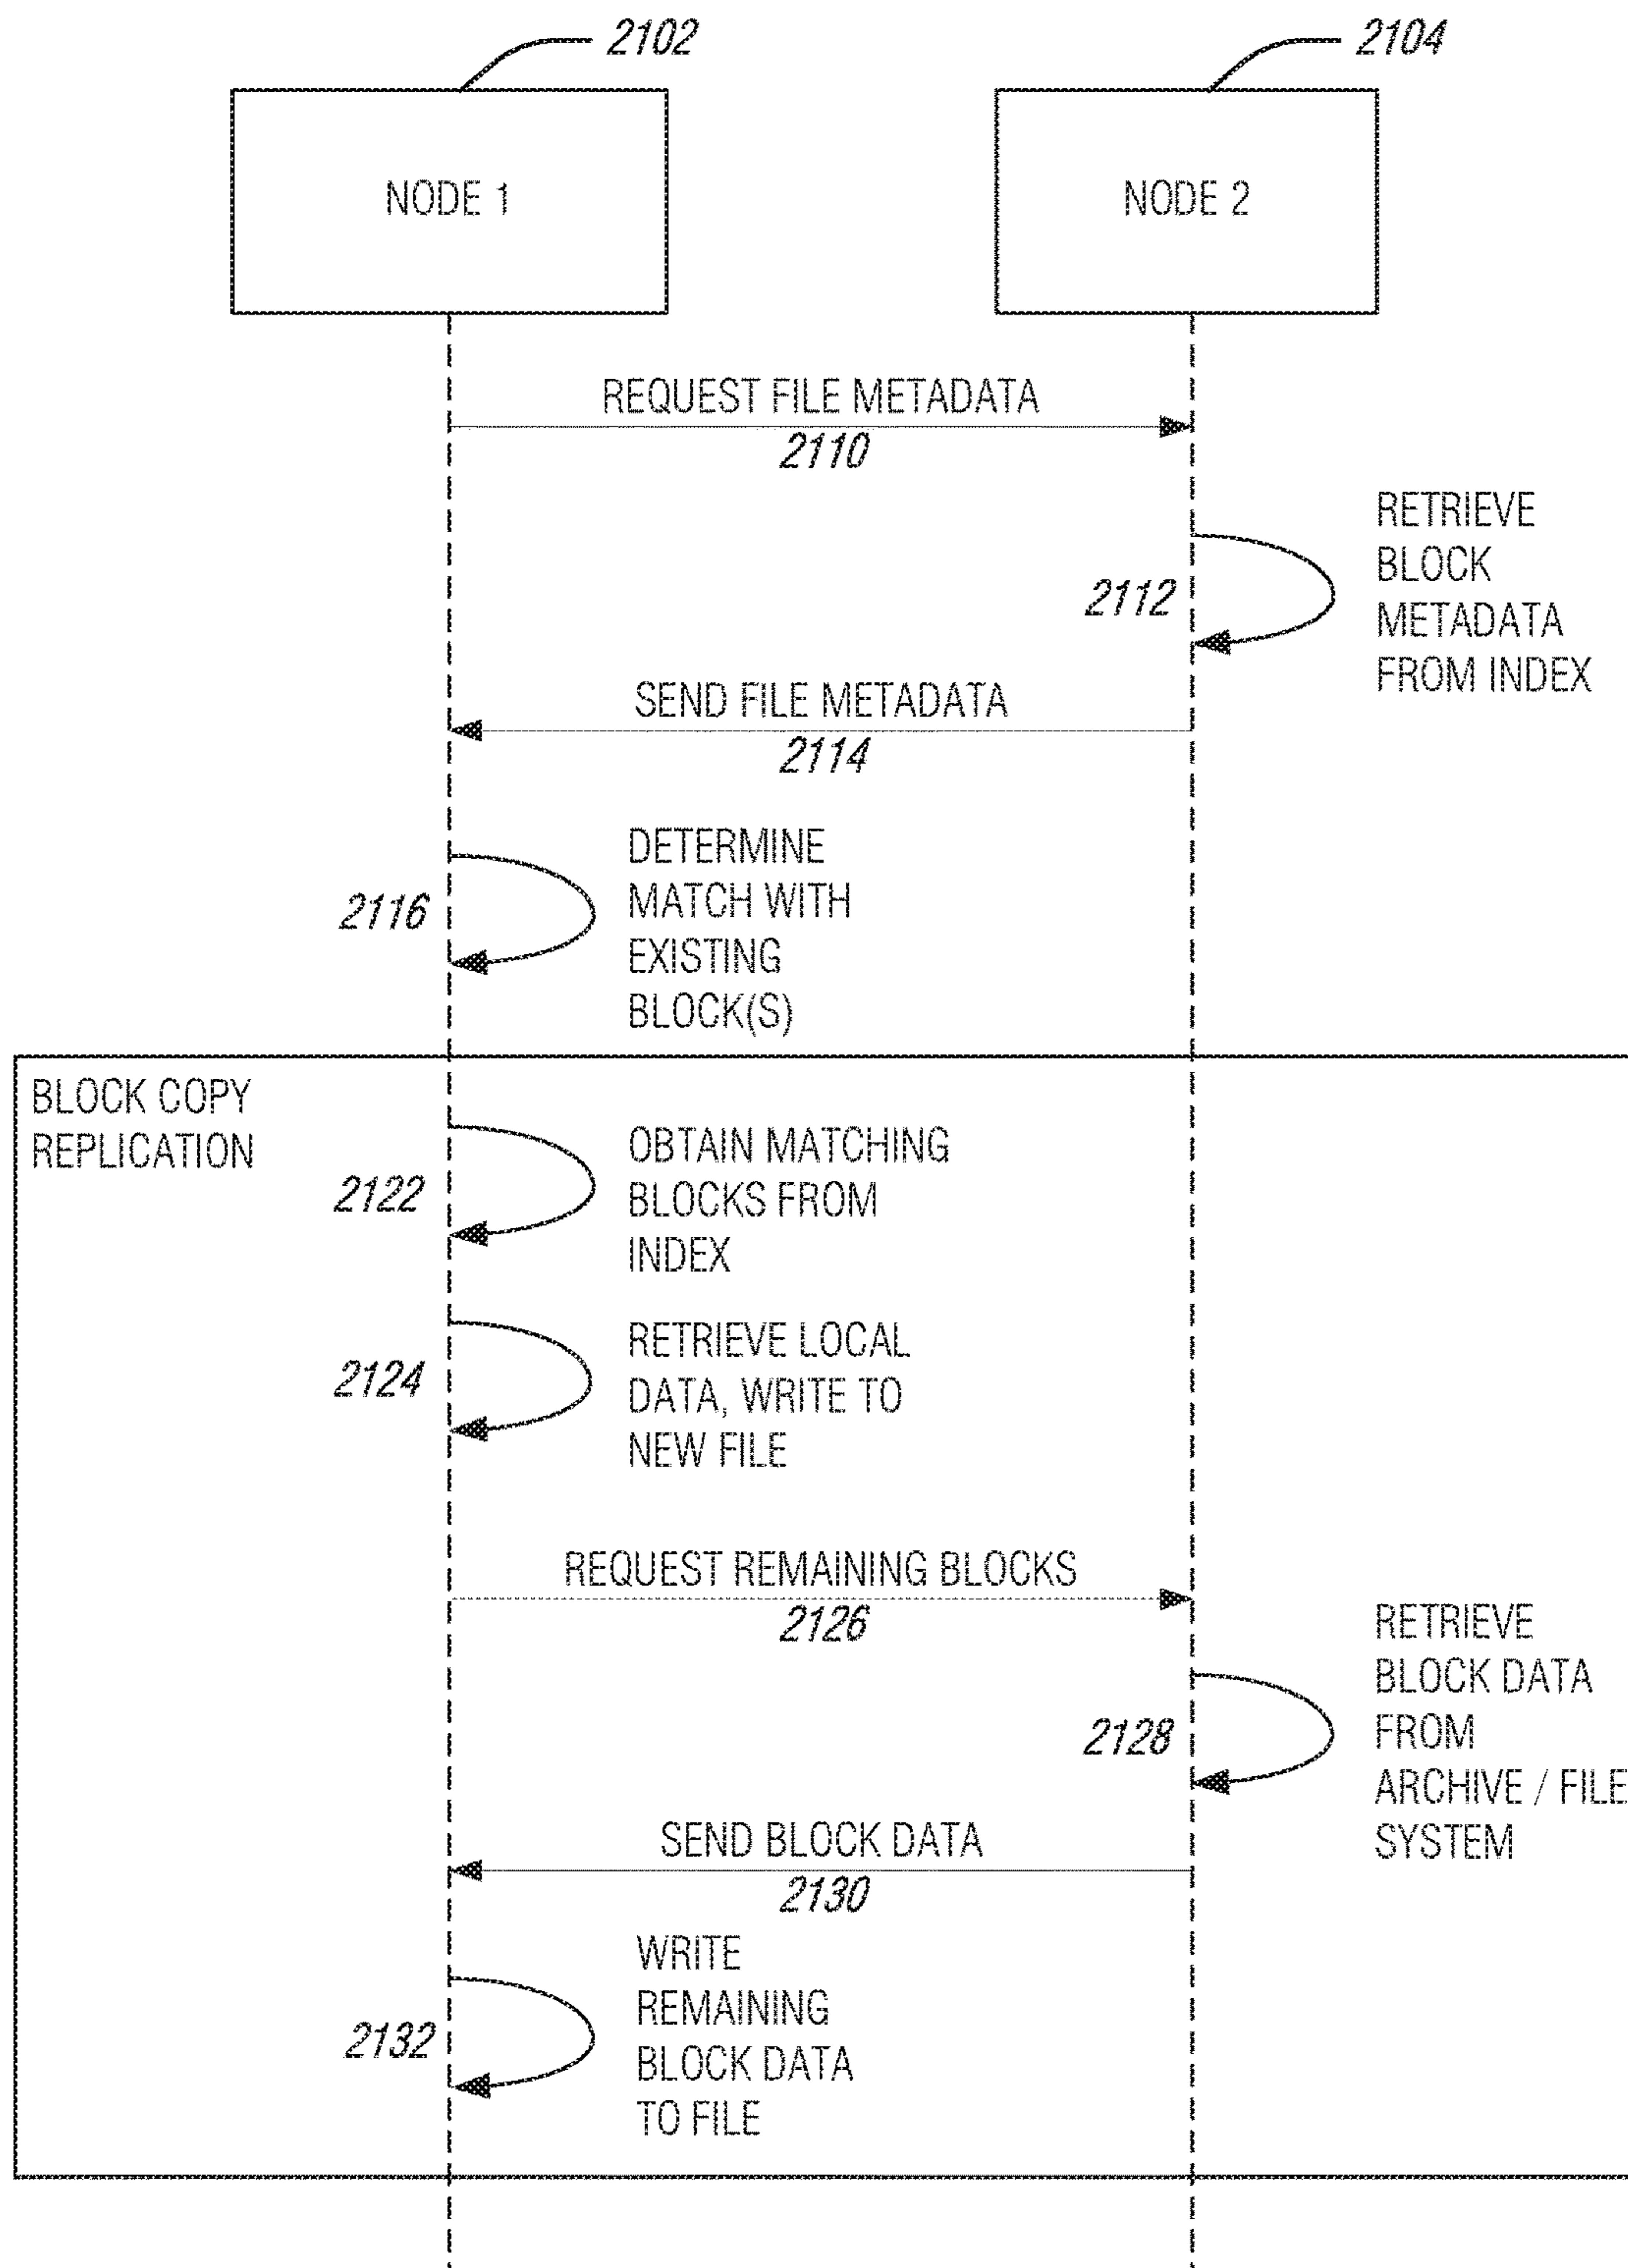 2102
2104
NODE 1
NODE 2
REQUEST FILE METADATA
2110
RETRIEVE
BLOCK
METADATA
FROM INDEX
2112
SEND FILE METADATA
2114
DETERMINE
MATCH WITH
EXISTING
BLOCK(S)
2116
BLOCK COPY
REPLICATION
OBTAIN MATCHING
BLOCKS FROM
INDEX
2122
RETRIEVE LOCAL
DATA, WRITE TO
NEW FILE
2124
REQUEST REMAINING BLOCKS
2126
RETRIEVE
BLOCK DATA
FROM
ARCHIVE / FILE
SYSTEM
2128
SEND BLOCK DATA
2130
WRITE
REMAINING
BLOCK DATA
TO FILE
2132